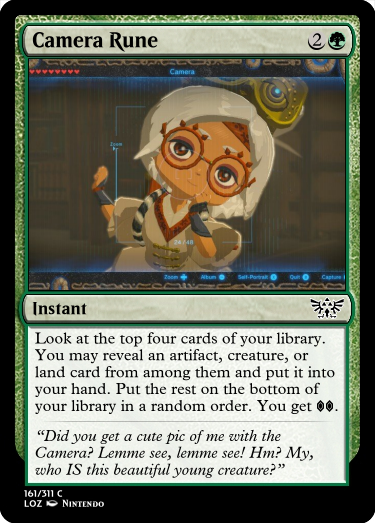 Camera Rune 2
Camera
Zoom
24/48
Zoom Album Self-Portrait Quit Capture
Instant
Look at the top four cards of your library.
You may reveal an artifact, creature, or
land card from among them and put it into
your hand. Put the rest on the bottom of
your library in a random order. You get
“Did you get a cute pic of me with the
Camera? Lemme see, lemme see! Hm? My,
who IS this beautiful young creature?”
161/311 C
LOZ Nintendo